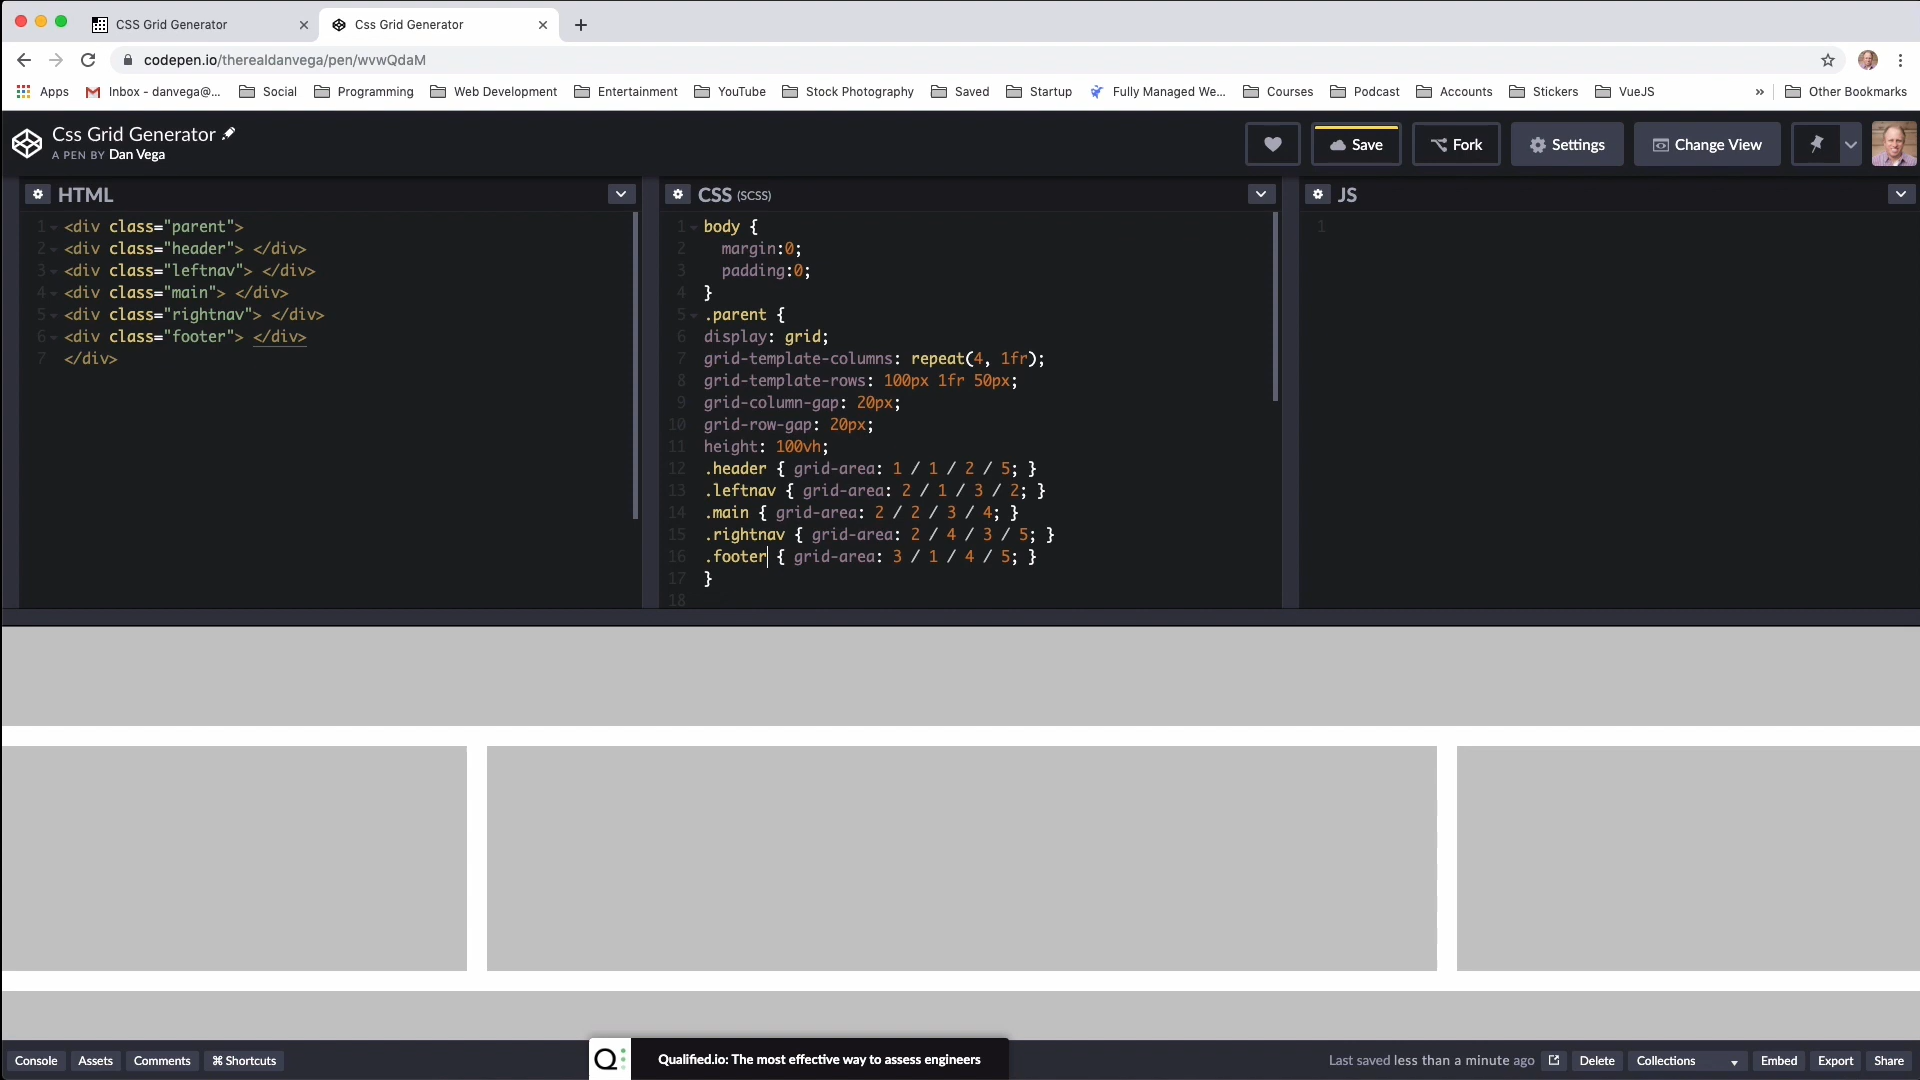 CSS Grid Generator
Css Grid Generator
codepen.io/therealdanvega/pen/wvwQdaM
Apps Inbox - danvega@... Social Programming Web Development Entertainment YouTube Stock Photography Saved Startup Fully Managed We... Courses Podcast Accounts Stickers VueJS » Other Bookmarks
Css Grid Generator
A PEN BY Dan Vega
Save Fork Settings Change View
HTML
1 <div class="parent">
2 <div class="header"> </div>
3 <div class="leftnav"> </div>
4 <div class="main"> </div>
5 <div class="rightnav"> </div>
6 <div class="footer"> </div>
7 </div>
CSS (SCSS)
1 body {
2 margin:0;
3 padding:0;
4 }
5 .parent {
6 display: grid;
7 grid-template-columns: repeat(4, 1fr);
8 grid-template-rows: 100px 1fr 50px;
9 grid-column-gap: 20px;
10 grid-row-gap: 20px;
11 height: 100vh;
12 .header { grid-area: 1 / 1 / 2 / 5; }
13 .leftnav { grid-area: 2 / 1 / 3 / 2; }
14 .main { grid-area: 2 / 2 / 3 / 4; }
15 .rightnav { grid-area: 2 / 4 / 3 / 5; }
16 .footer { grid-area: 3 / 1 / 4 / 5; }
17 }
18
JS
1
Console Assets Comments ⌘ Shortcuts
Q: Qualified.io: The most effective way to assess engineers
Last saved less than a minute ago Delete Collections Embed Export Share